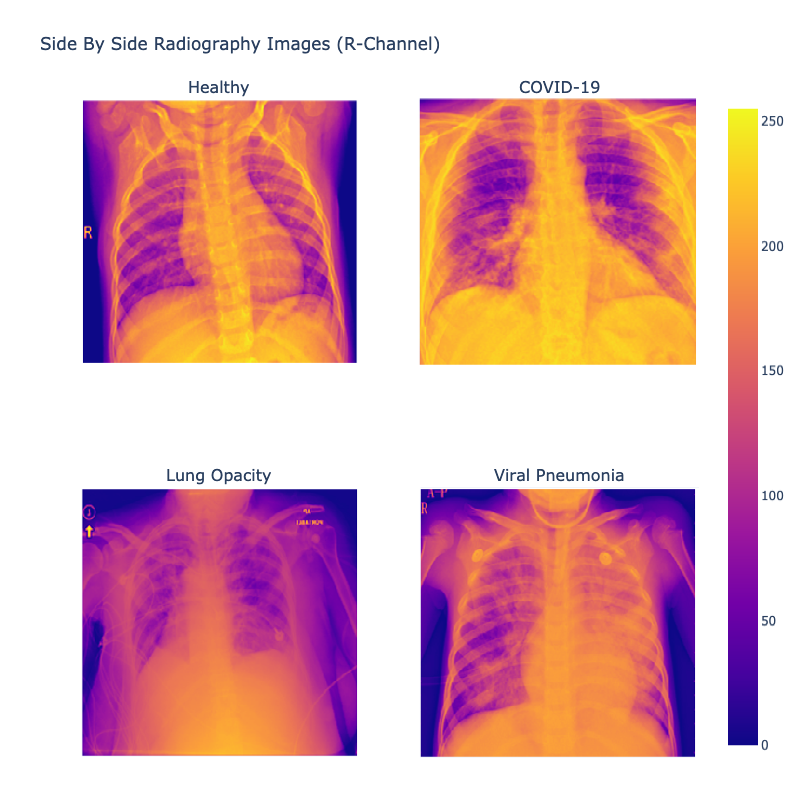 Side By Side Radiography Images (R-Channel)
Healthy
COVID-19
R
250
200
150
100
50
0
Lung Opacity
Viral Pneumonia
A-P
R